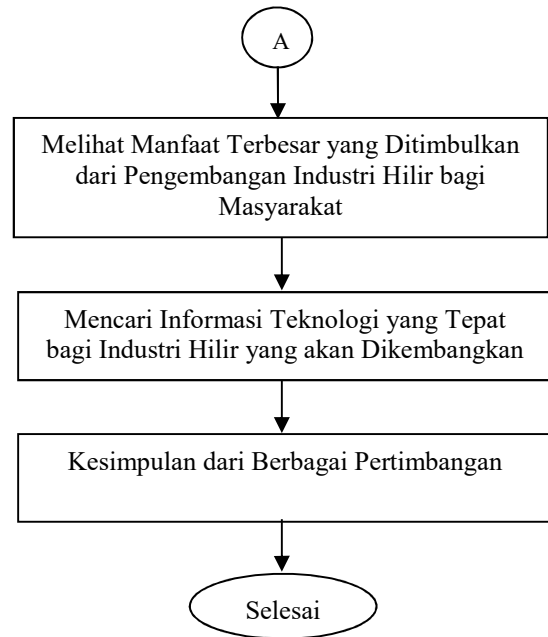 A
Melihat Manfaat Terbesar yang Ditimbulkan
dari Pengembangan Industri Hilir bagi
Masyarakat
Mencari Informasi Teknologi yang Tepat
bagi Industri Hilir yang akan Dikembangkan
Kesimpulan dari Berbagai Pertimbangan
Selesai